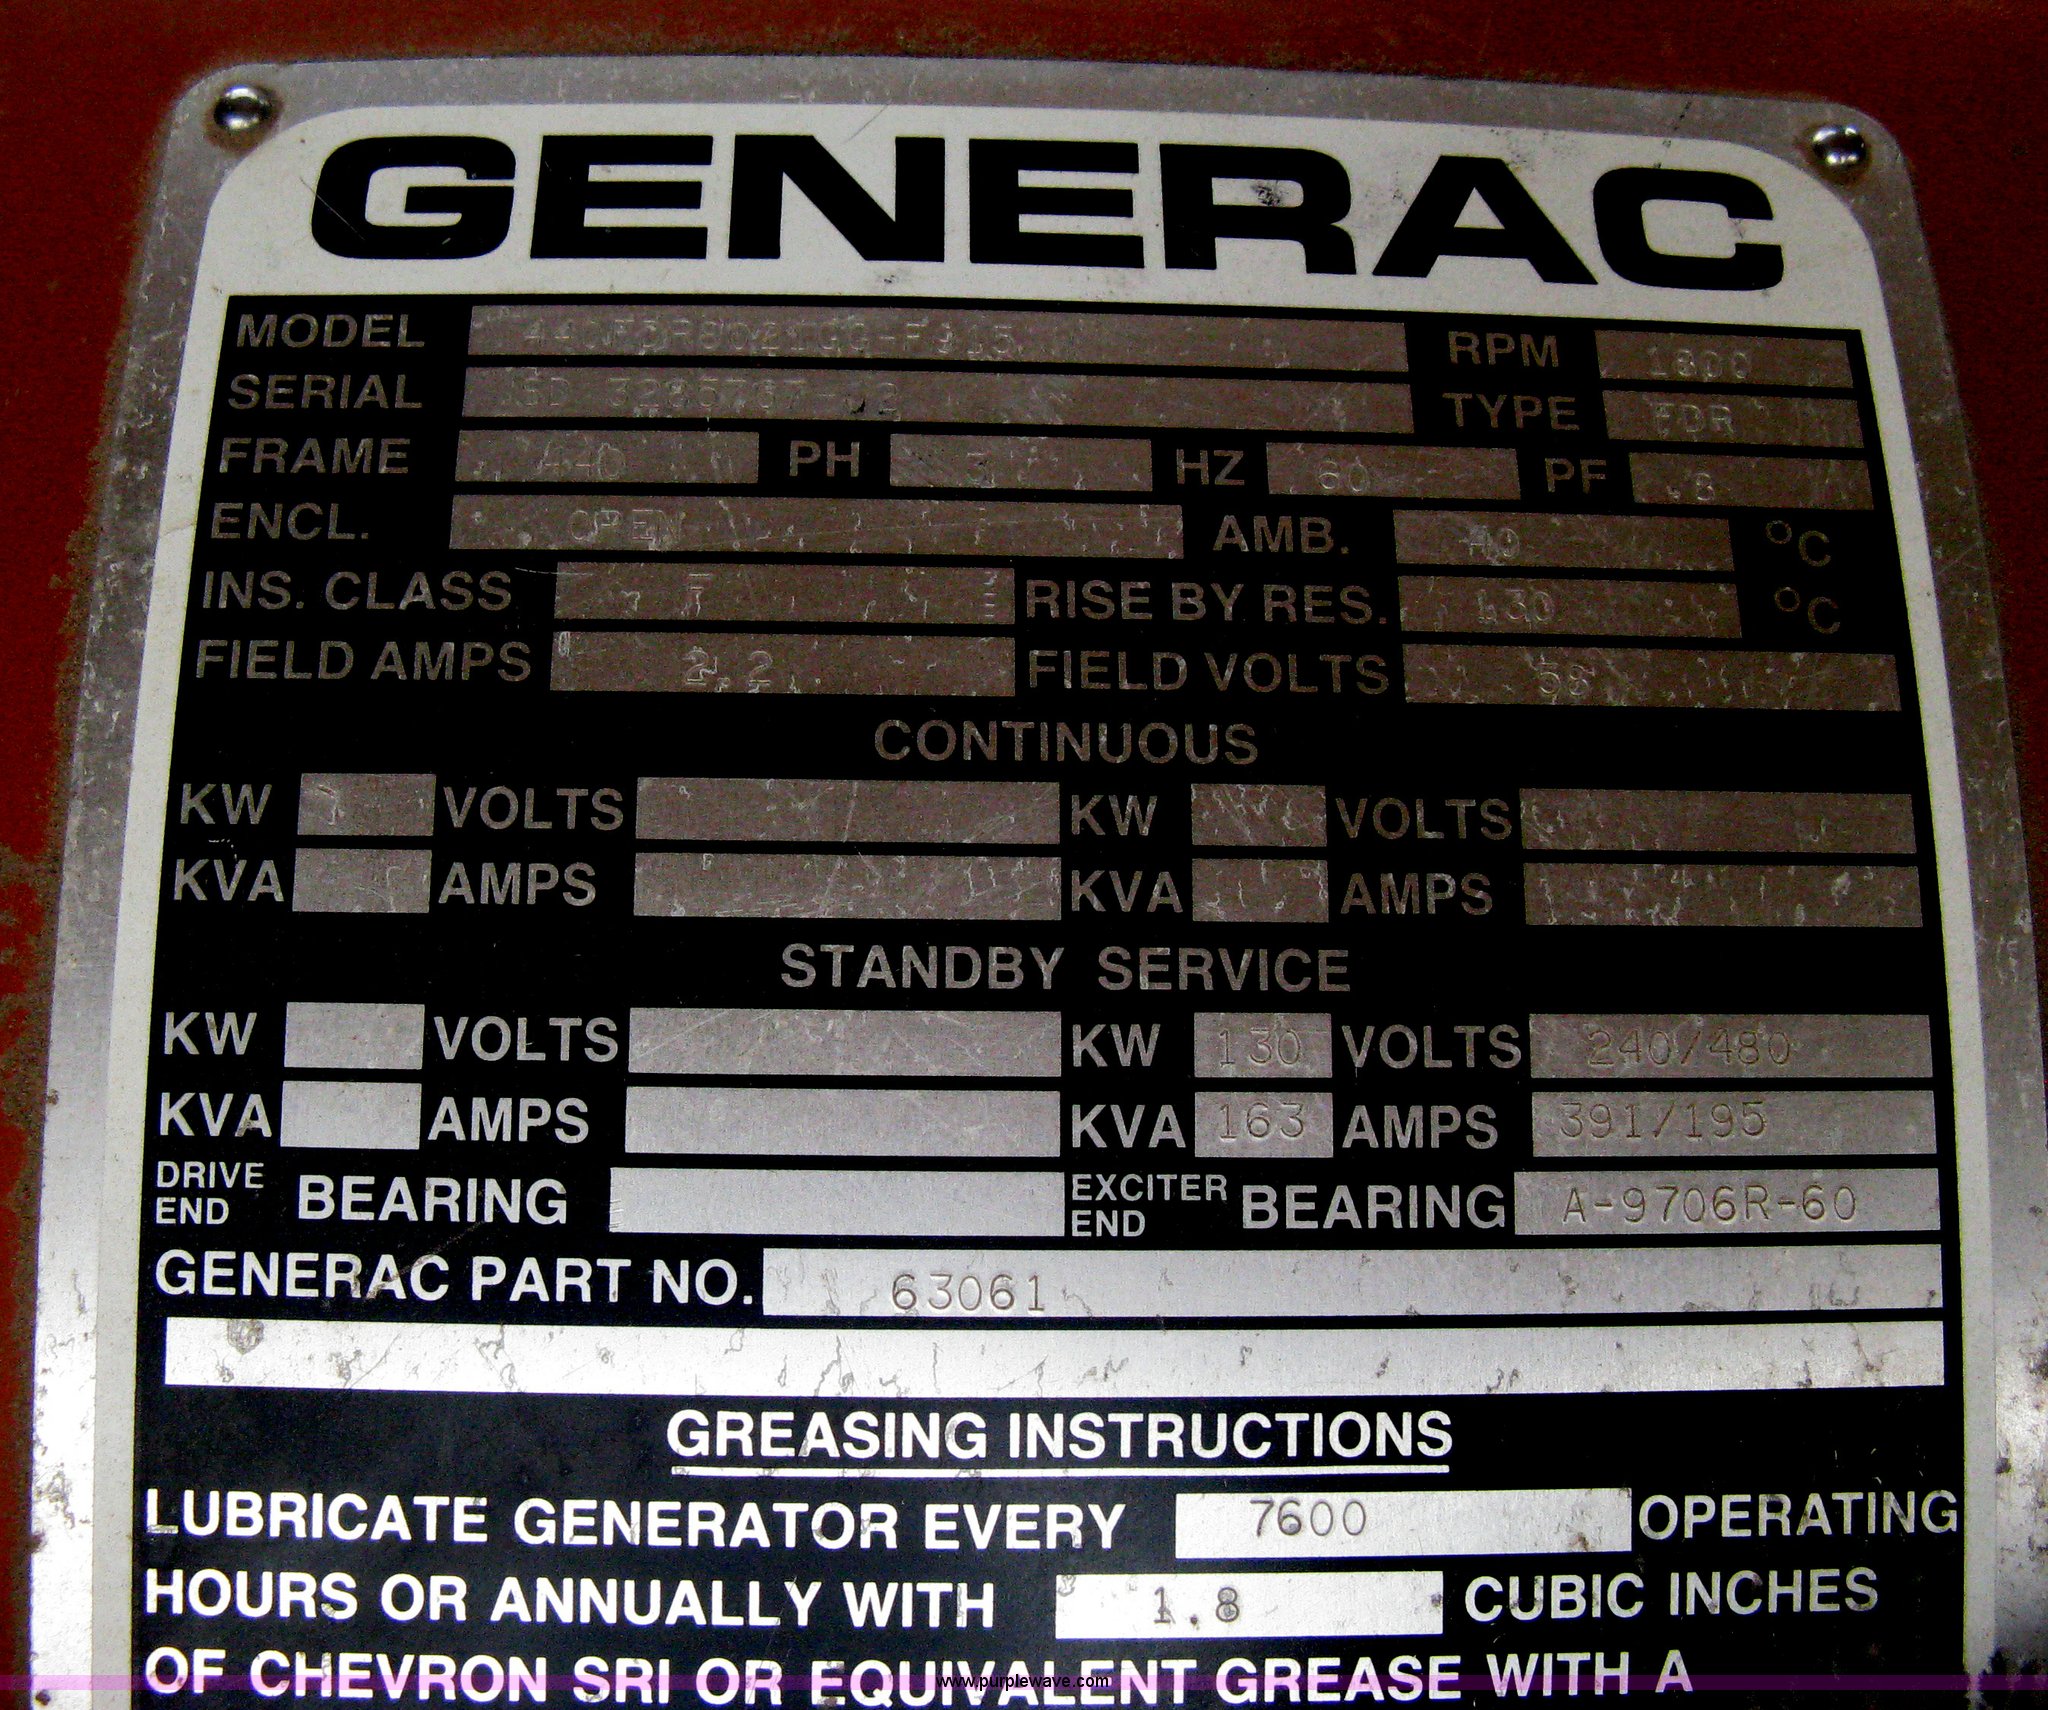 GENERAC
MODEL RPM 1800
SERIAL TYPE FDR
FRAME 440 PH 3 HZ 60 PF .8
ENCL. OPEN AMB. °C
INS. CLASS RISE BY RES. 130 °C
FIELD AMPS 2.2 FIELD VOLTS
CONTINUOUS
KW VOLTS KW VOLTS
KVA AMPS KVA AMPS
STANDBY SERVICE
KW VOLTS KW 130 VOLTS 240/480
KVA AMPS KVA 163 AMPS 391/195
DRIVE END BEARING EXCITER END BEARING A-9706R-60
GENERAC PART NO. 63061
GREASING INSTRUCTIONS
LUBRICATE GENERATOR EVERY 7600 OPERATING
HOURS OR ANNUALLY WITH 1.8 CUBIC INCHES
OF CHEVRON SRI OR EQUIVALENT GREASE WITH A
www.purplewave.com